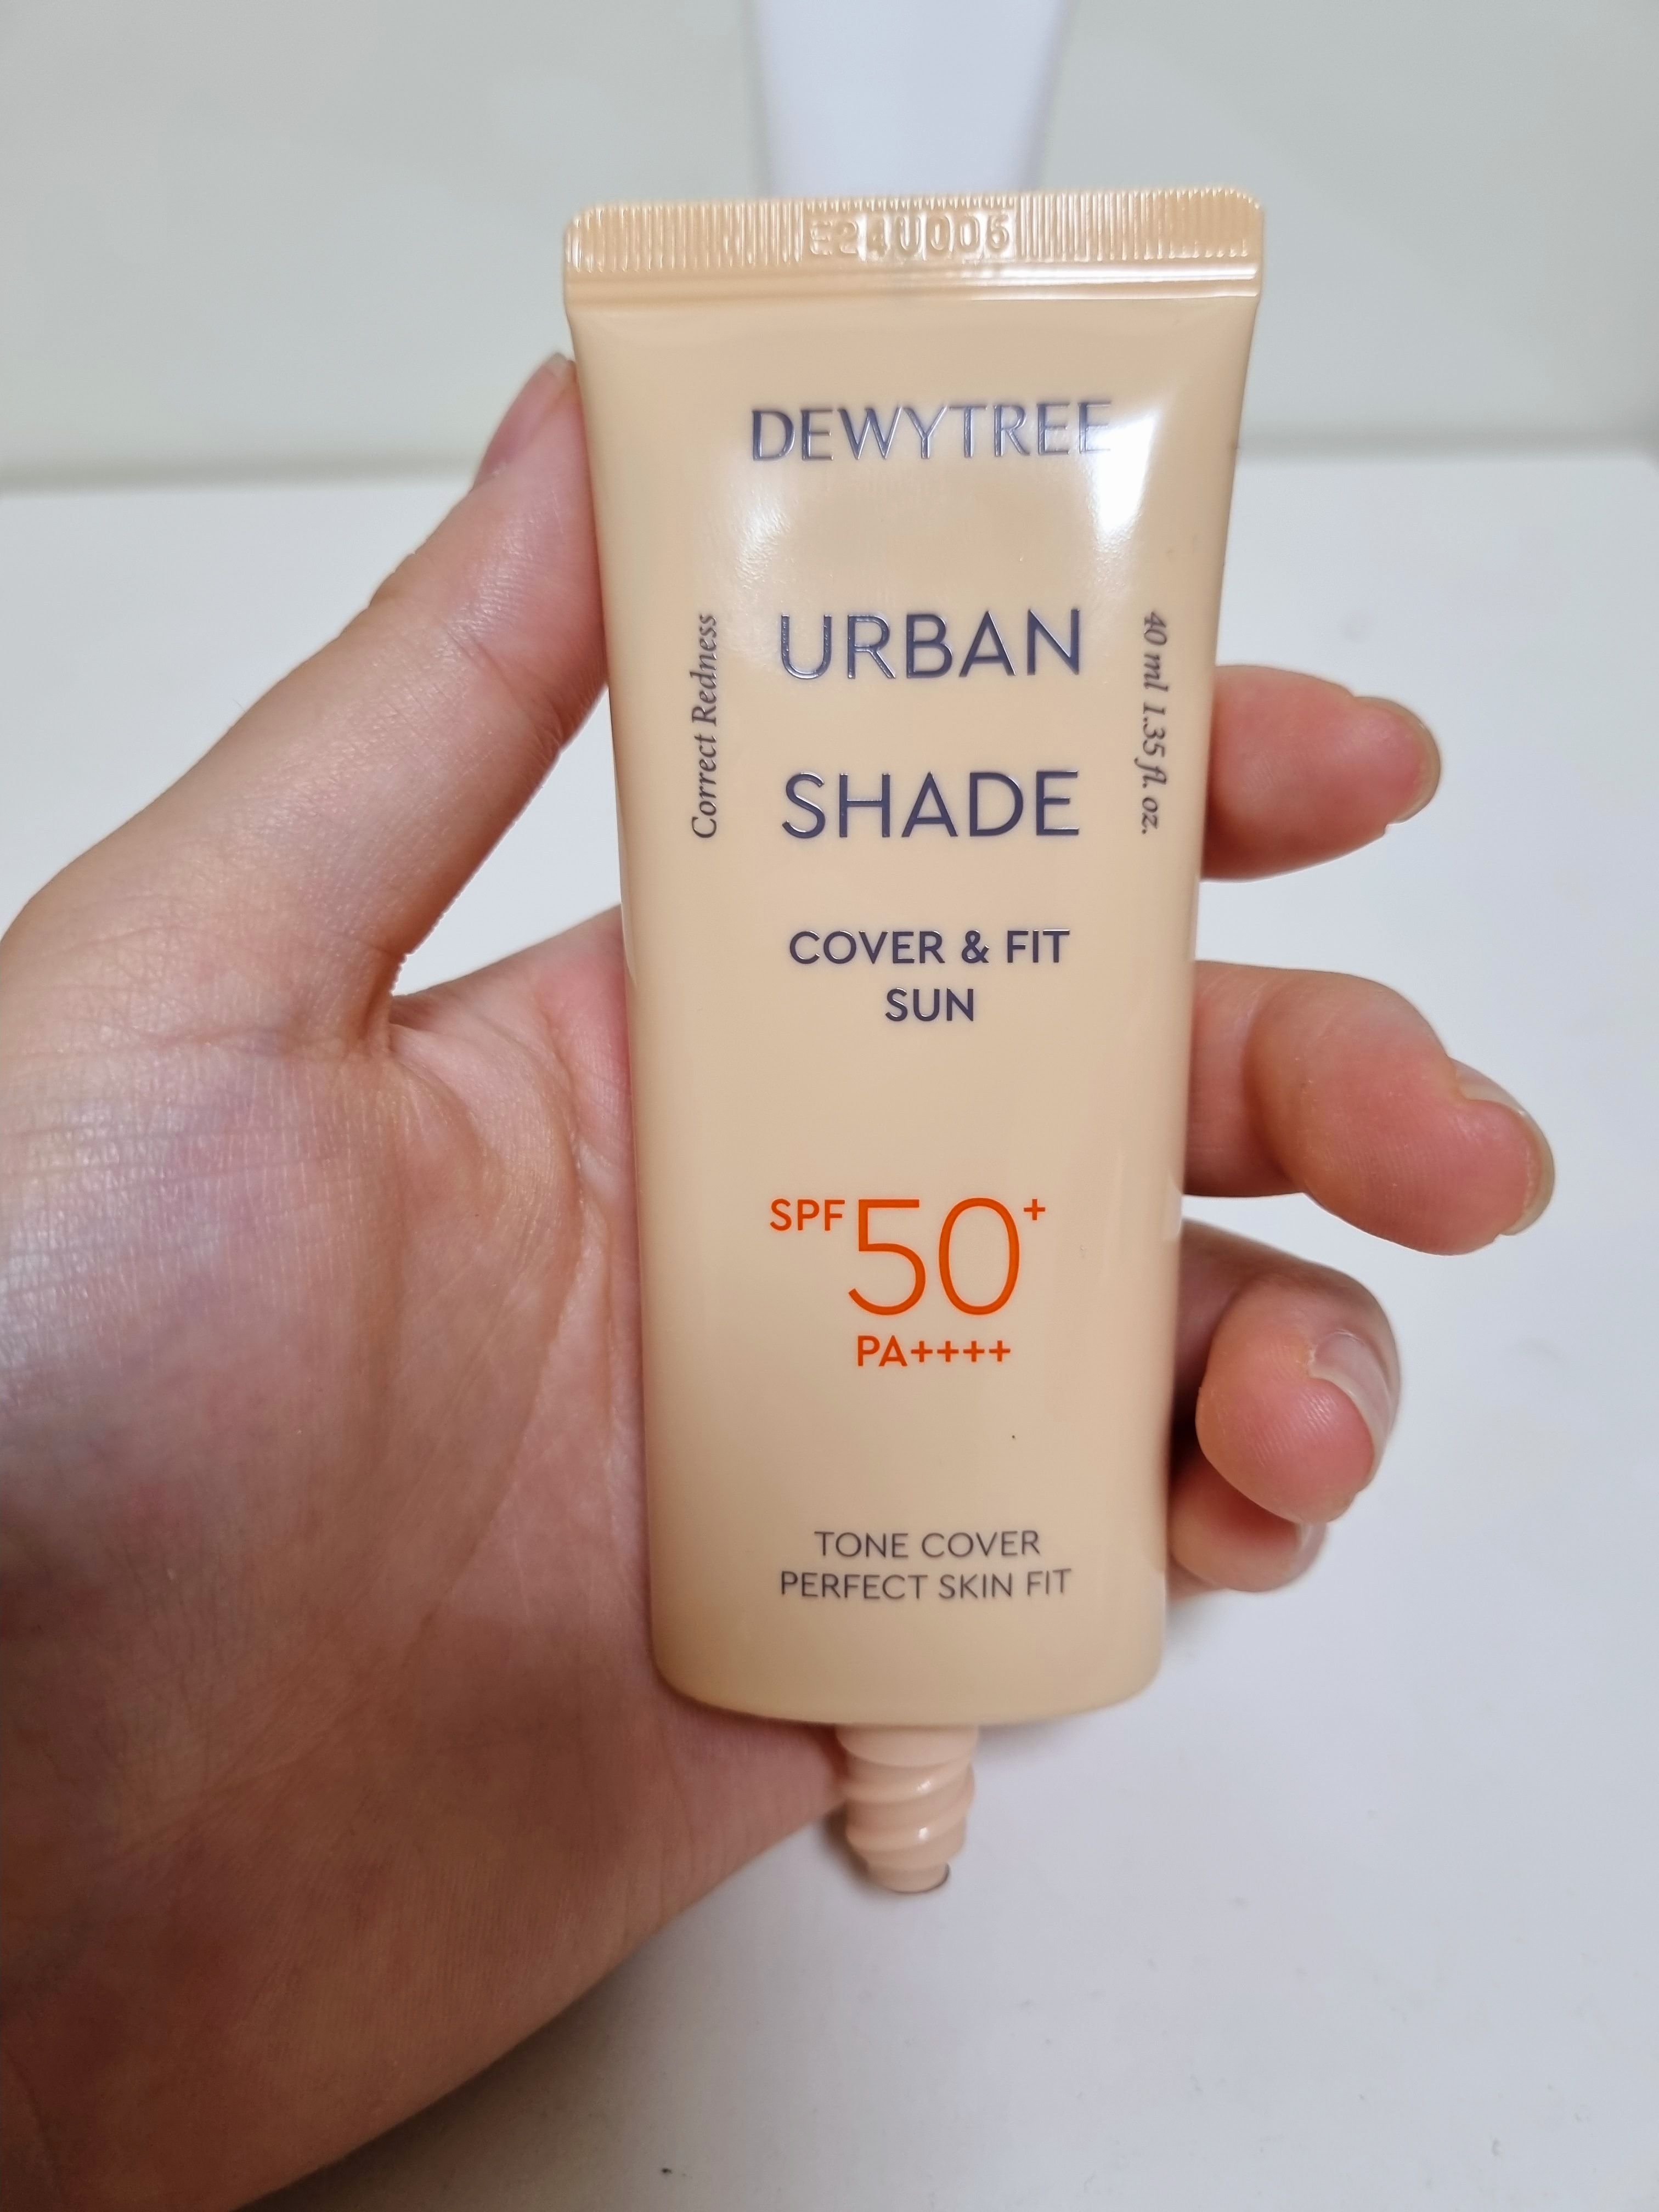 E24U005
DEWYTREE
URBAN
SHADE
Correct Redness
40 ml 1.35 fl. oz.
COVER & FIT
SUN
SPF 50+
PA++++
TONE COVER
PERFECT SKIN FIT